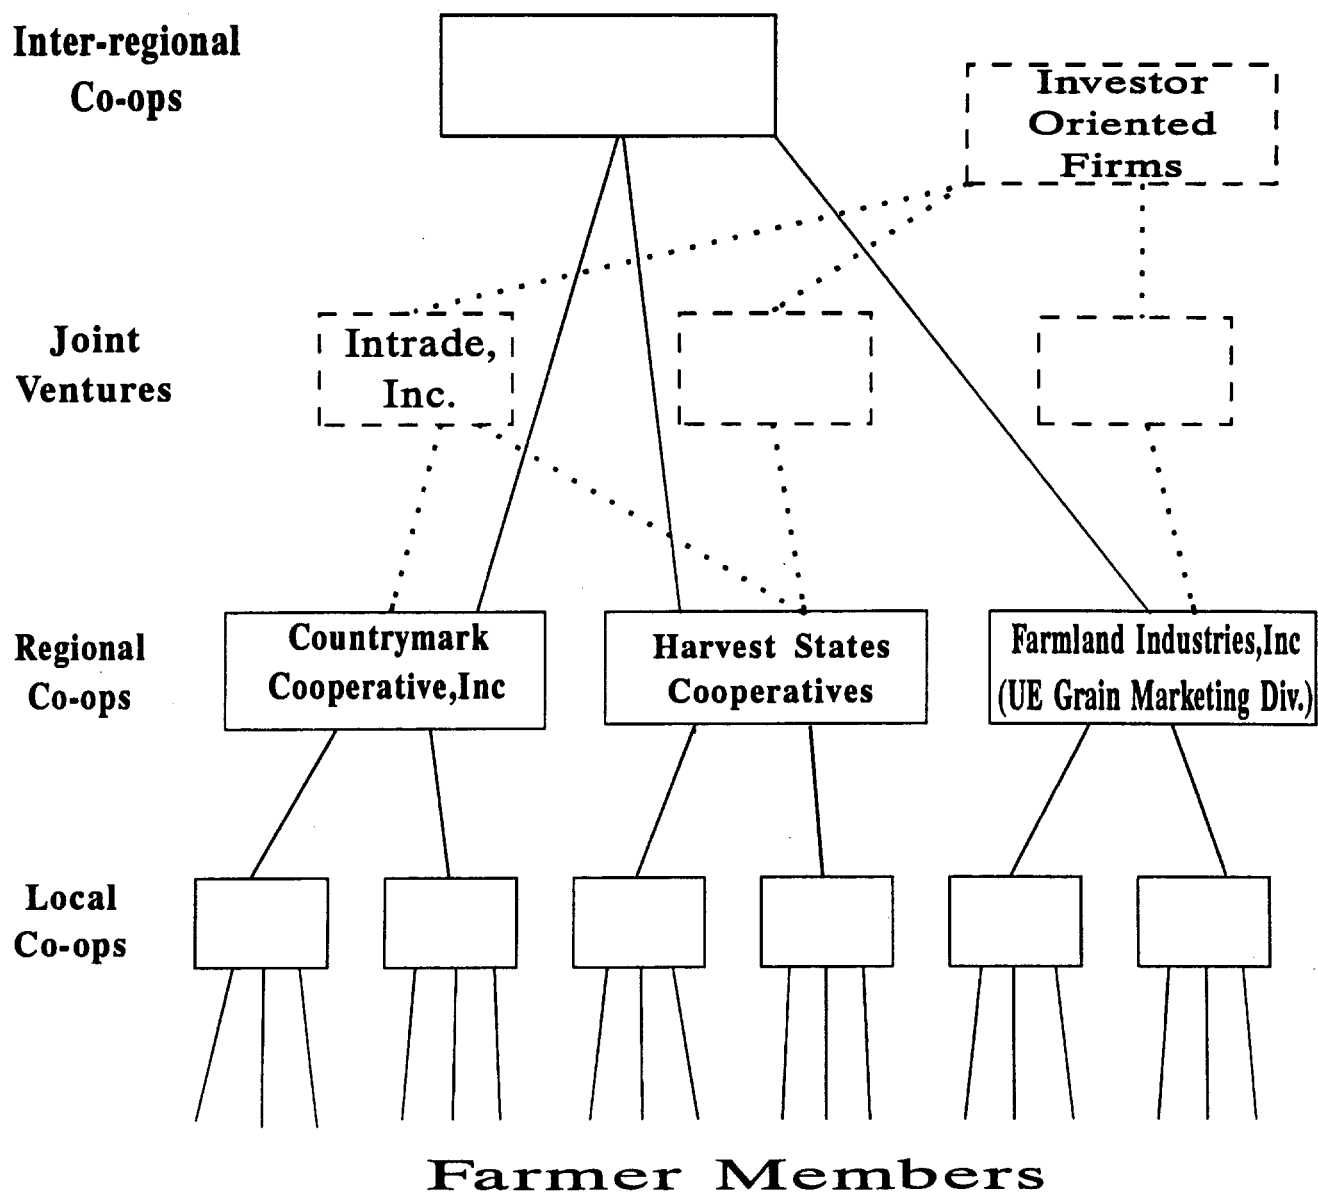 Inter-regional
Co-ops
Investor
Oriented
Firms
Joint
Ventures
Intrade,
Inc.
Regional
Co-ops
Countrymark
Cooperative,Inc
Harvest States
Cooperatives
Farmland Industries,Inc
(UE Grain Marketing Div.)
Local
Co-ops
Farmer Members